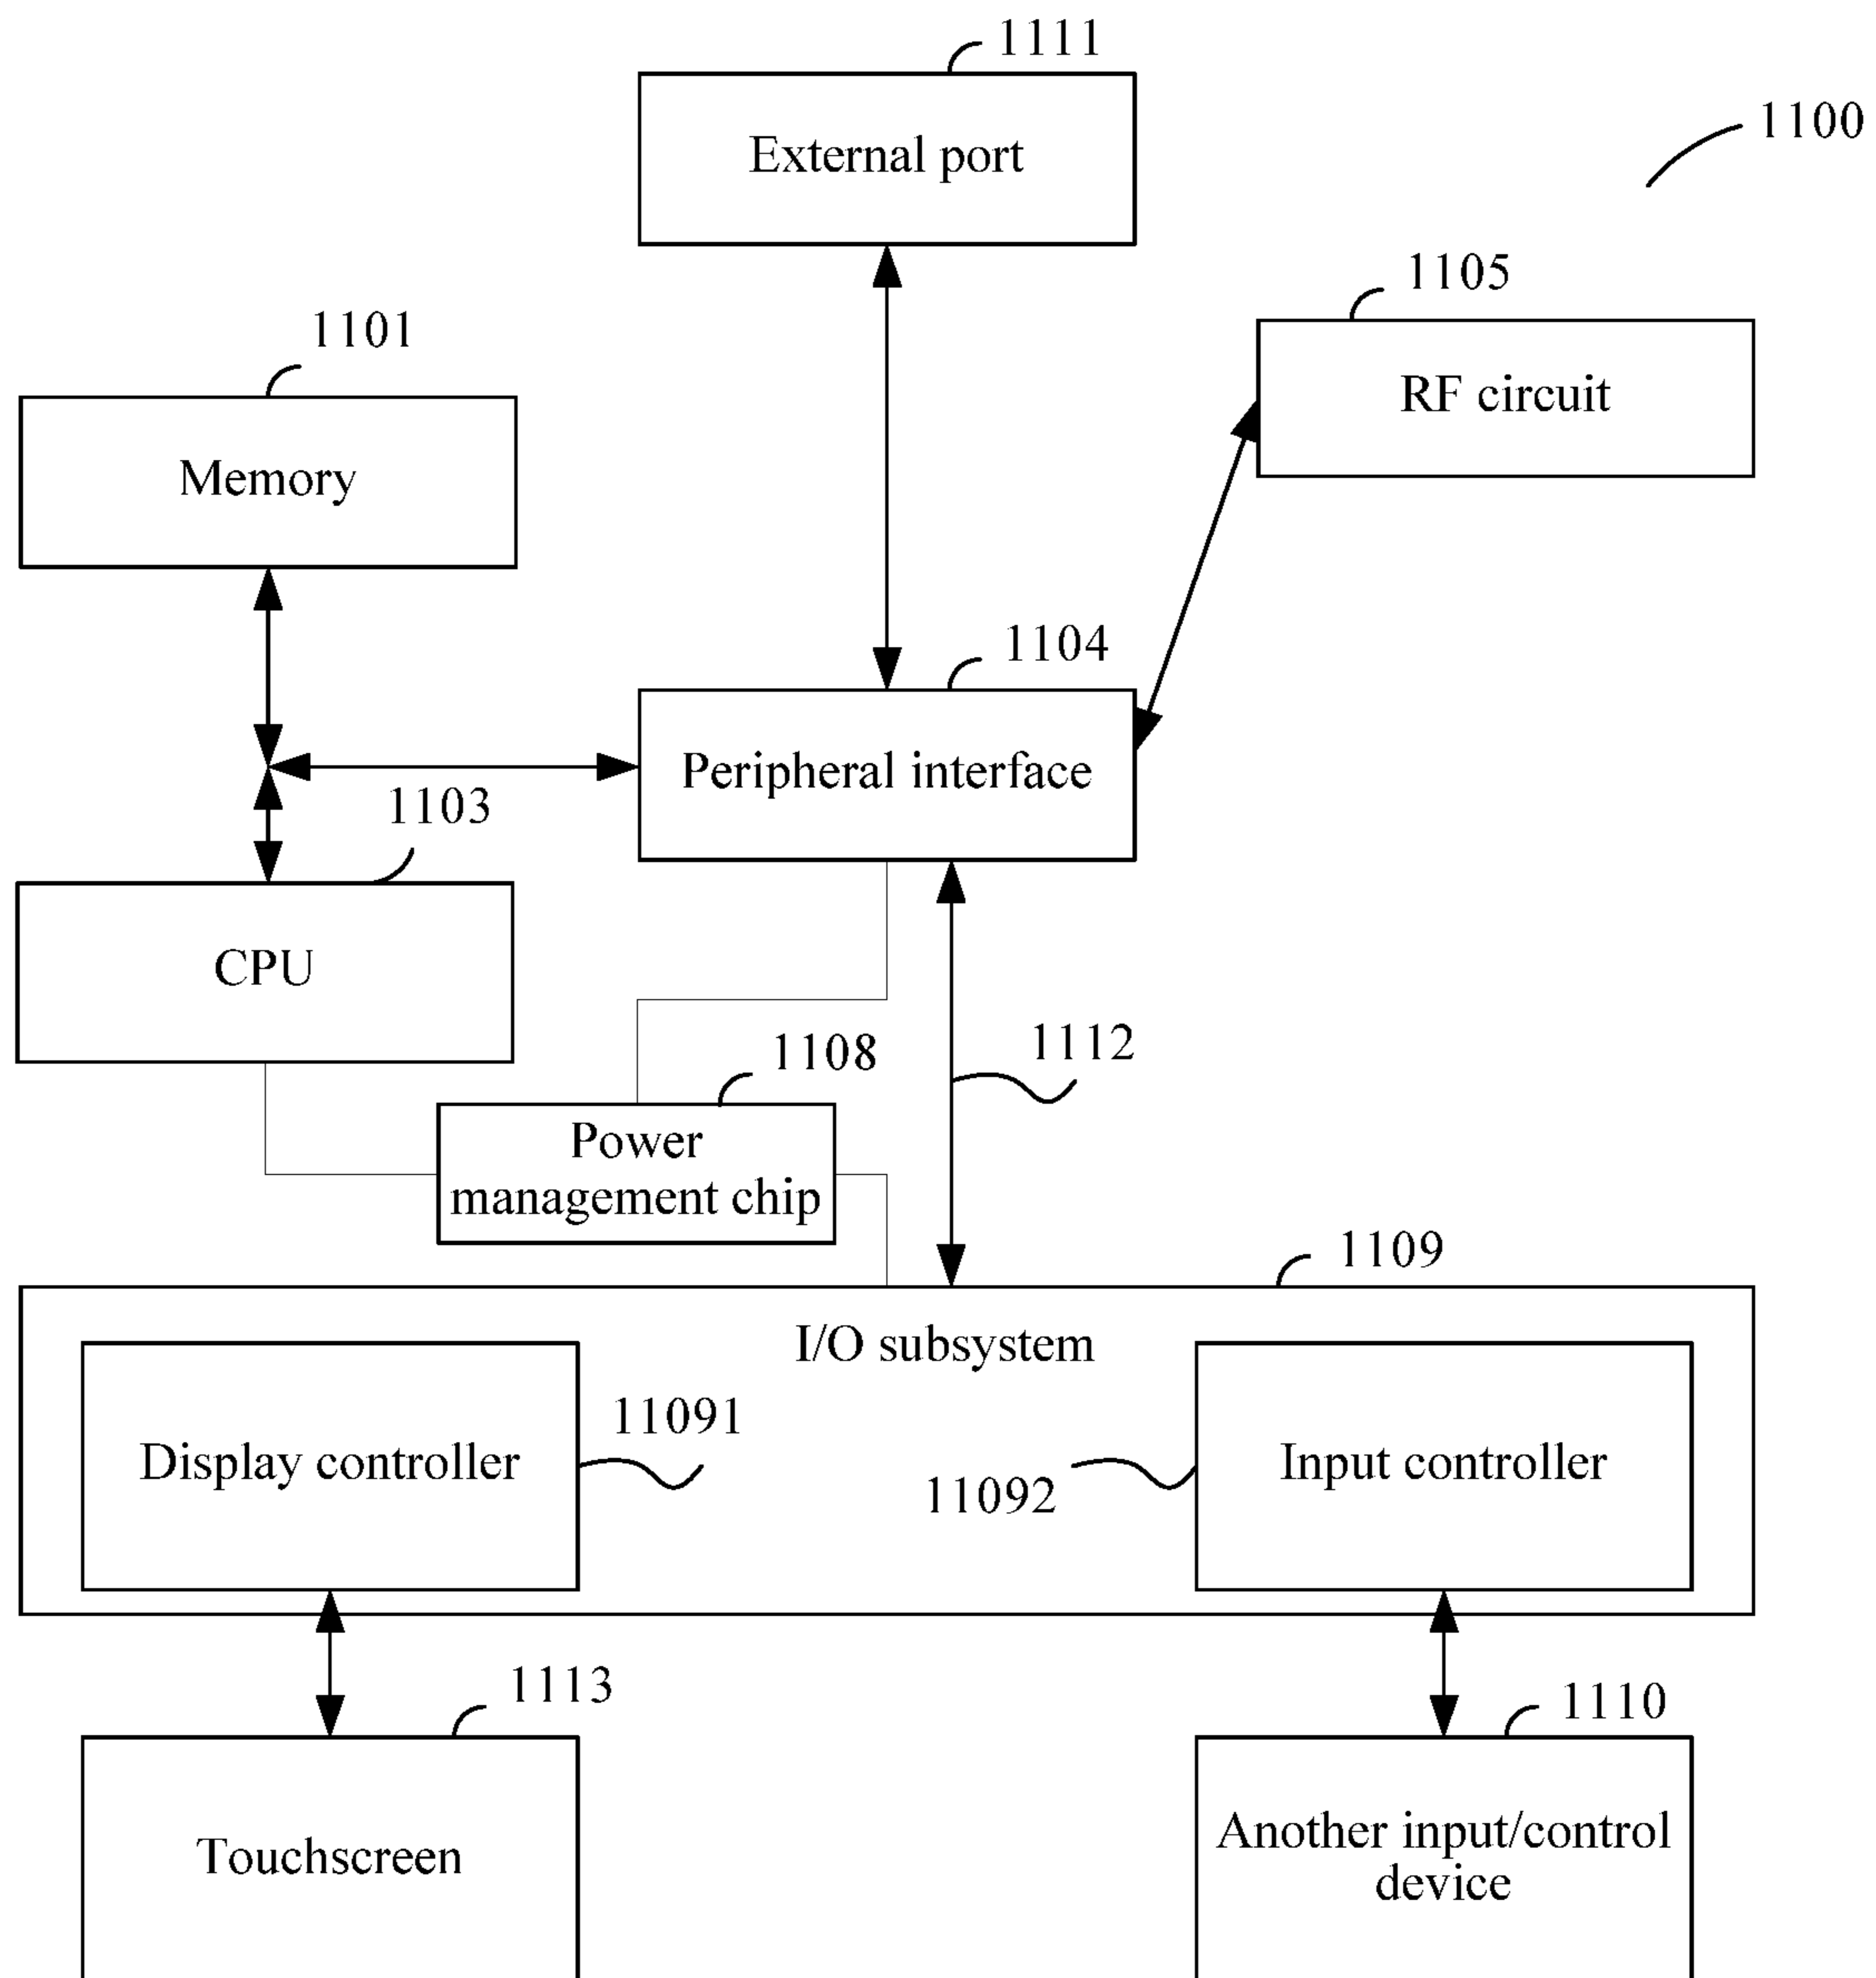 1111
External port
1100
1105
RF circuit
1101
Memory
1104
Peripheral interface
1103
CPU
1112
1108
Power
management chip
1109
I/O subsystem
11091
Display controller
11092
Input controller
1113
Touchscreen
1110
Another input/control
device